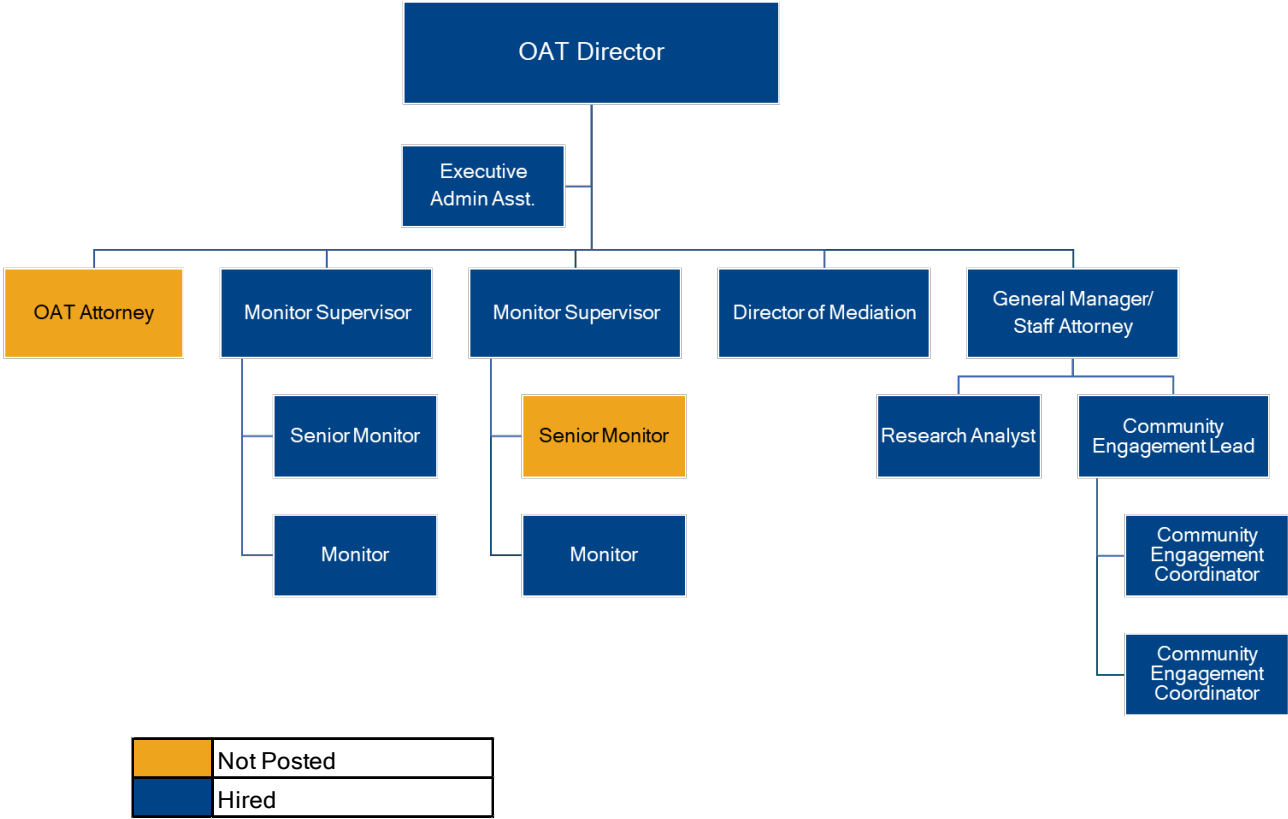 OAT Director
Executive
Admin Asst.
OAT Attorney
Monitor Supervisor
Monitor Supervisor
Director of Mediation
General Manager/
Staff Attorney
Senior Monitor
Senior Monitor
Research Analyst
Community
Engagement Lead
Monitor
Monitor
Community
Engagement
Coordinator
Community
Engagement
Coordinator
Not Posted
Hired